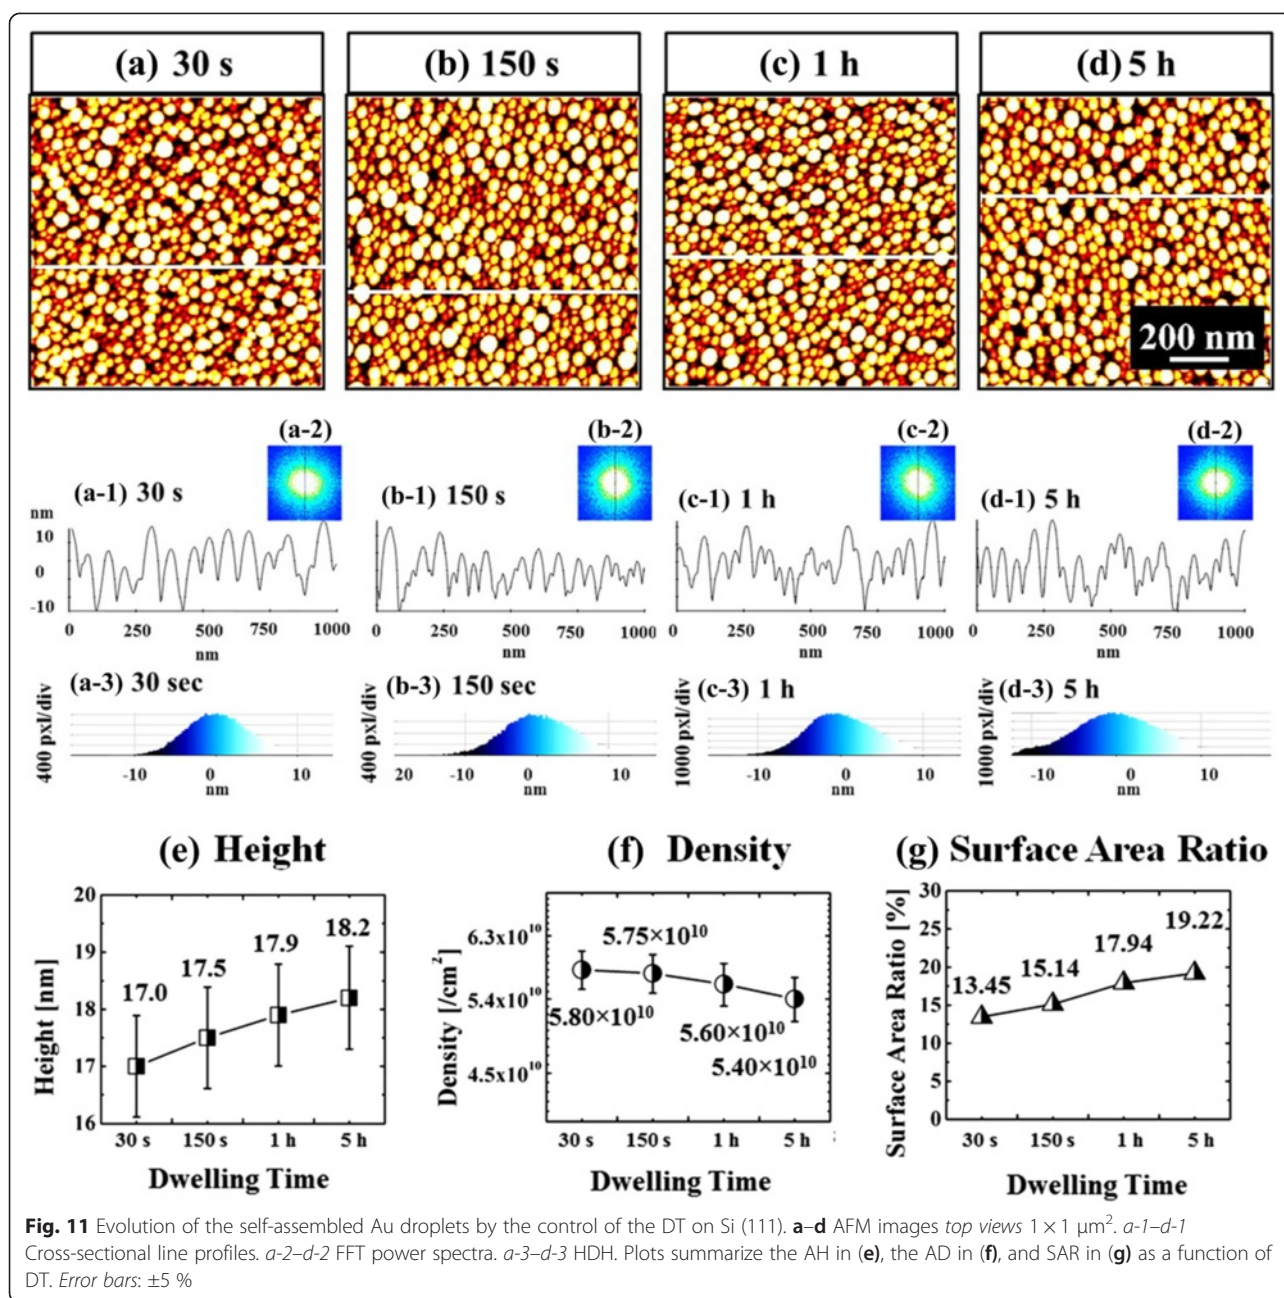 (a) 30 s
(b) 150 s
(c) 1 h
(d) 5 h
200 nm
(a-2)
(b-2)
(c-2)
(d-2)
(a-1) 30 s
(b-1) 150 s
(c-1) 1 h
(d-1) 5 h
nm
10
0
-10
0 250 500 750 1000
nm
0 250 500 750 1000
nm
0 250 500 750 1000
nm
0 250 500 750 1000
nm
(a-3) 30 sec
(b-3) 150 sec
(c-3) 1 h
(d-3) 5 h
400 pxl/div
400 pxl/div
1000 pxl/div
1000 pxl/div
-10 0 10
nm
20 -10 0 10
nm
-10 0 10
nm
-10 0 10
nm
(e) Height
Height [nm]
20
19
18
17
16
17.0
17.5
17.9
18.2
30 s 150 s 1 h 5 h
Dwelling Time
(f) Density
Density [/cm²]
6.3x10¹⁰
5.4x10¹⁰
4.5x10¹⁰
5.80×10¹⁰
5.75×10¹⁰
5.60×10¹⁰
5.40×10¹⁰
30 s 150 s 1 h 5 h
Dwelling Time
(g) Surface Area Ratio
Surface Area Ratio [%]
30
25
20
15
10
5
0
13.45
15.14
17.94
19.22
30 s 150 s 1 h 5 h
Dwelling Time
Fig. 11 Evolution of the self-assembled Au droplets by the control of the DT on Si (111). a–d AFM images top views 1 × 1 μm². a-1–d-1
Cross-sectional line profiles. a-2–d-2 FFT power spectra. a-3–d-3 HDH. Plots summarize the AH in (e), the AD in (f), and SAR in (g) as a function of
DT. Error bars: ±5 %